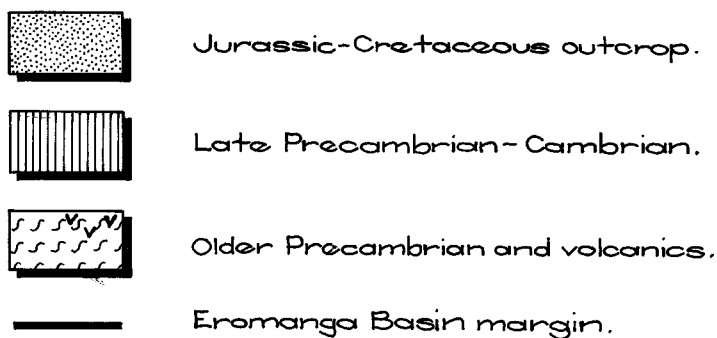 Jurassic-Cretaceous outcrop.
Late Precambrian-Cambrian.
Older Precambrian and volcanics.
Eromanga Basin margin.